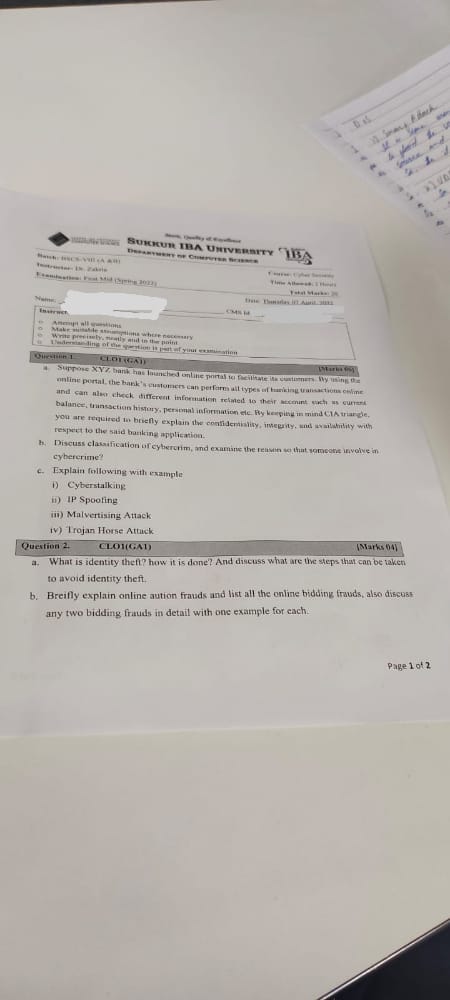 Merit, Quality & Excellence
SUKKUR IBA UNIVERSITY
DEPARTMENT OF COMPUTER SCIENCE
IBA
Batch: BSCS-VIII (A &B)
Course: Cyber Security
Instructor: Dr. Zakria
Time Allowed: Hours
Examination: First Mid (Spring 2022)
Total Marks:
Name:
Date: Thursday 07 April, 2022
CMS Id
Instruct
o Attempt all questions
o Make suitable assumptions where necessary
o Write precisely, neatly and to the point
o Understanding of the question is part of your examination
Question 1. CLO1(GA1) [Marks 06]
a. Suppose XYZ bank has launched online portal to facilitate its customers. By using the
online portal, the bank's customers can perform all types of banking transactions online
and can also check different information related to their account such as current
balance, transaction history, personal information etc. By keeping in mind CIA triangle,
you are required to briefly explain the confidentiality, integrity, and availability with
respect to the said banking application.
b. Discuss classification of cybercrim, and examine the reason so that someone involve in
cybercrime?
c. Explain following with example
i) Cyberstalking
ii) IP Spoofing
iii) Malvertising Attack
iv) Trojan Horse Attack
Question 2. CLO1(GA1) [Marks 04]
a. What is identity theft? how it is done? And discuss what are the steps that can be taken
to avoid identity theft.
b. Breifly explain online aution frauds and list all the online bidding frauds, also discuss
any two bidding frauds in detail with one example for each.
Page 1 of 2